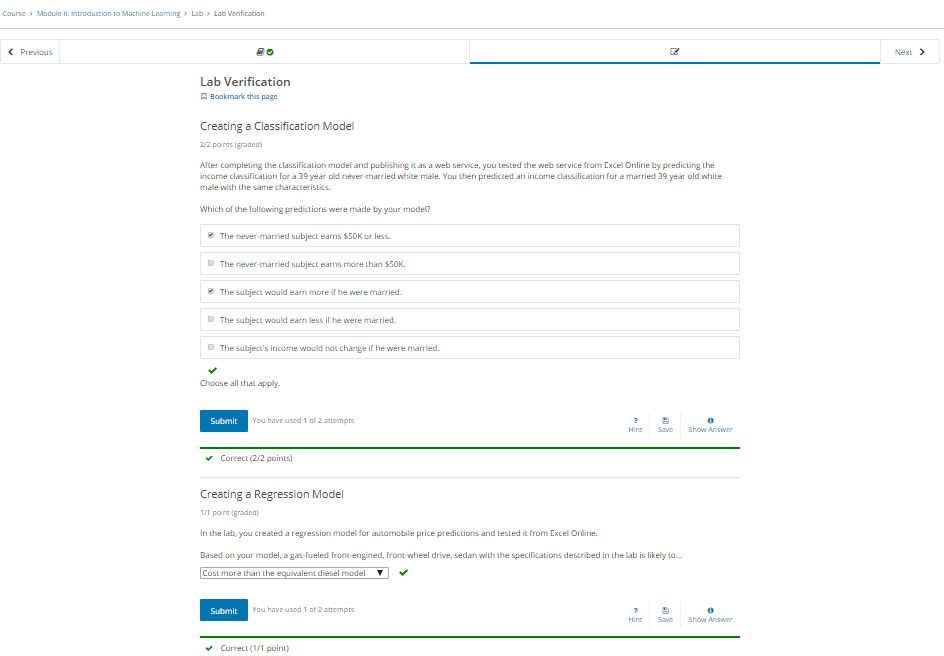 Course > Module 6: Introduction to Machine Learning > Lab > Lab Verification
Previous
Next
Lab Verification
Bookmark this page
Creating a Classification Model
2/2 points (graded)
After completing the classification model and publishing it as a web service, you tested the web service from Excel Online by predicting the
income classification for a 39 year old never-married white male. You then predicted an income classification for a married 39 year old white
male with the same characteristics.
Which of the following predictions were made by your model?
The never-married subject earns $50K or less.
The never-married subject earns more than $50K.
The subject would earn more if he were married.
The subject would earn less if he were married.
The subject's income would not change if he were married.
Choose all that apply.
Submit You have used 1 of 2 attempts
? Hint Save Show Answer
Correct (2/2 points)
Creating a Regression Model
1/1 point (graded)
In the lab, you created a regression model for automobile price predictions and tested it from Excel Online.
Based on your model, a gas-fueled front-engined, front-wheel drive, sedan with the specifications described in the lab is likely to...
Cost more than the equivalent diesel model
Submit You have used 1 of 2 attempts
? Hint Save Show Answer
Correct (1/1 point)